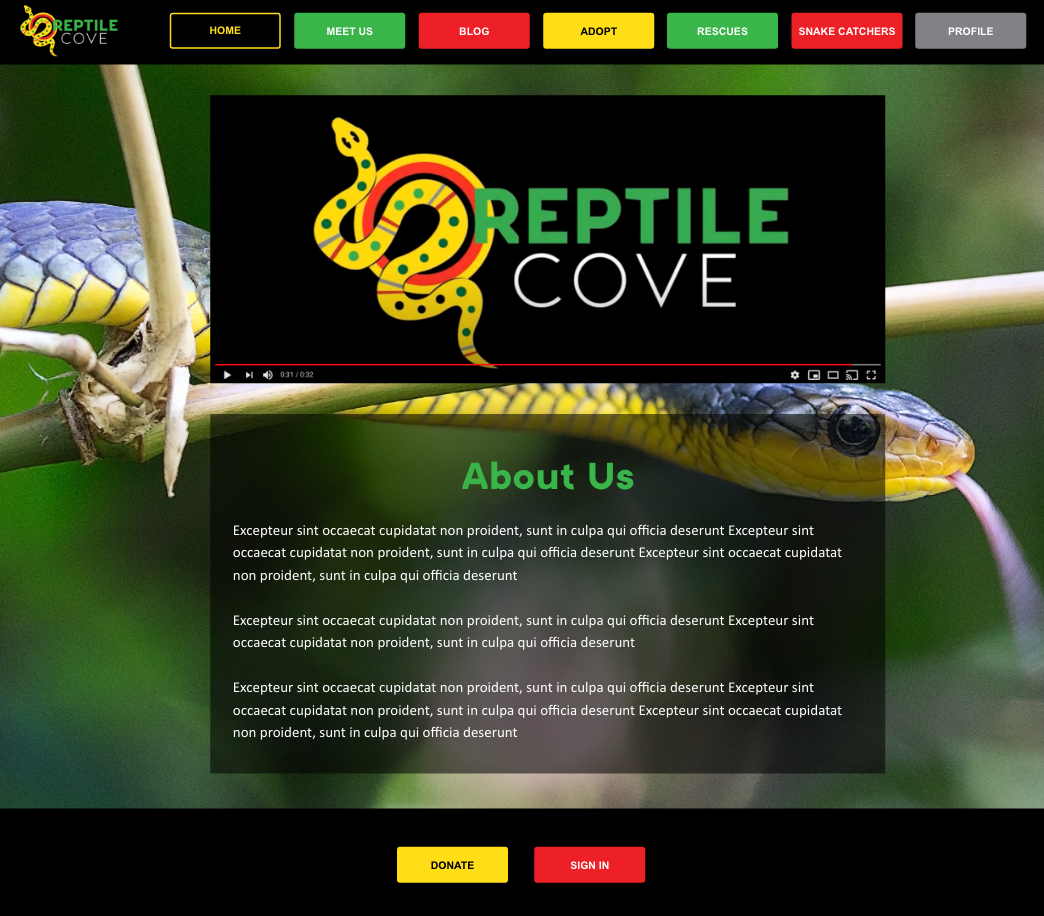 REPTILE
COVE
HOME
MEET US
BLOG
ADOPT
RESCUES
SNAKE CATCHERS
PROFILE
REPTILE
COVE
0:31 / 0:32
About Us
Excepteur sint occaecat cupidatat non proident, sunt in culpa qui officia deserunt Excepteur sint
occaecat cupidatat non proident, sunt in culpa qui officia deserunt Excepteur sint occaecat cupidatat
non proident, sunt in culpa qui officia deserunt
Excepteur sint occaecat cupidatat non proident, sunt in culpa qui officia deserunt Excepteur sint
occaecat cupidatat non proident, sunt in culpa qui officia deserunt
Excepteur sint occaecat cupidatat non proident, sunt in culpa qui officia deserunt Excepteur sint
occaecat cupidatat non proident, sunt in culpa qui officia deserunt Excepteur sint occaecat cupidatat
non proident, sunt in culpa qui officia deserunt
DONATE
SIGN IN